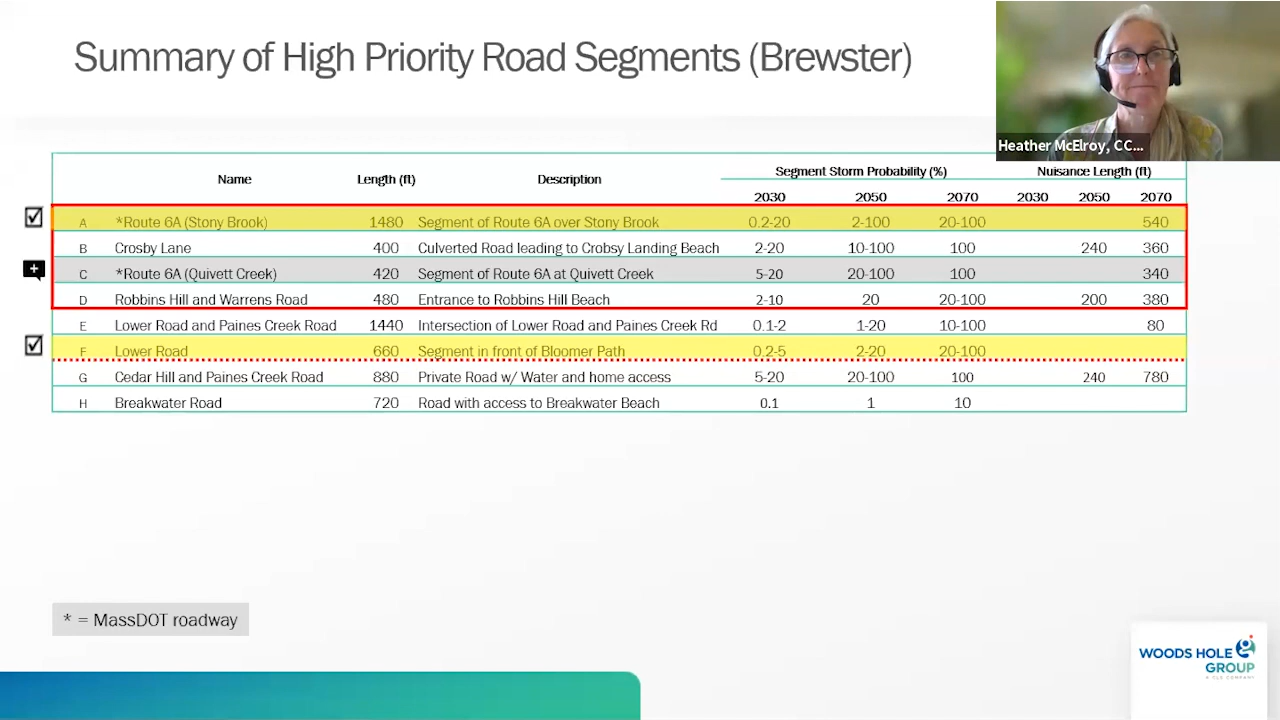 Summary of High Priority Road Segments (Brewster)
Heather McElroy, CC...
Name Length (ft) Description Segment Storm Probability (%) Nuisance Length (ft)
2030 2050 2070 2030 2050 2070
A *Route 6A (Stony Brook) 1480 Segment of Route 6A over Stony Brook 0.2-20 2-100 20-100 540
B Crosby Lane 400 Culverted Road leading to Crobsy Landing Beach 2-20 10-100 100 240 360
C *Route 6A (Quivett Creek) 420 Segment of Route 6A at Quivett Creek 5-20 20-100 100 340
D Robbins Hill and Warrens Road 480 Entrance to Robbins Hill Beach 2-10 20 20-100 200 380
E Lower Road and Paines Creek Road 1440 Intersection of Lower Road and Paines Creek Rd 0.1-2 1-20 10-100 80
F Lower Road 660 Segment in front of Bloomer Path 0.2-5 2-20 20-100
G Cedar Hill and Paines Creek Road 880 Private Road w/ Water and home access 5-20 20-100 100 240 780
H Breakwater Road 720 Road with access to Breakwater Beach 0.1 1 10
* = MassDOT roadway
WOODS HOLE
GROUP
A CLS COMPANY